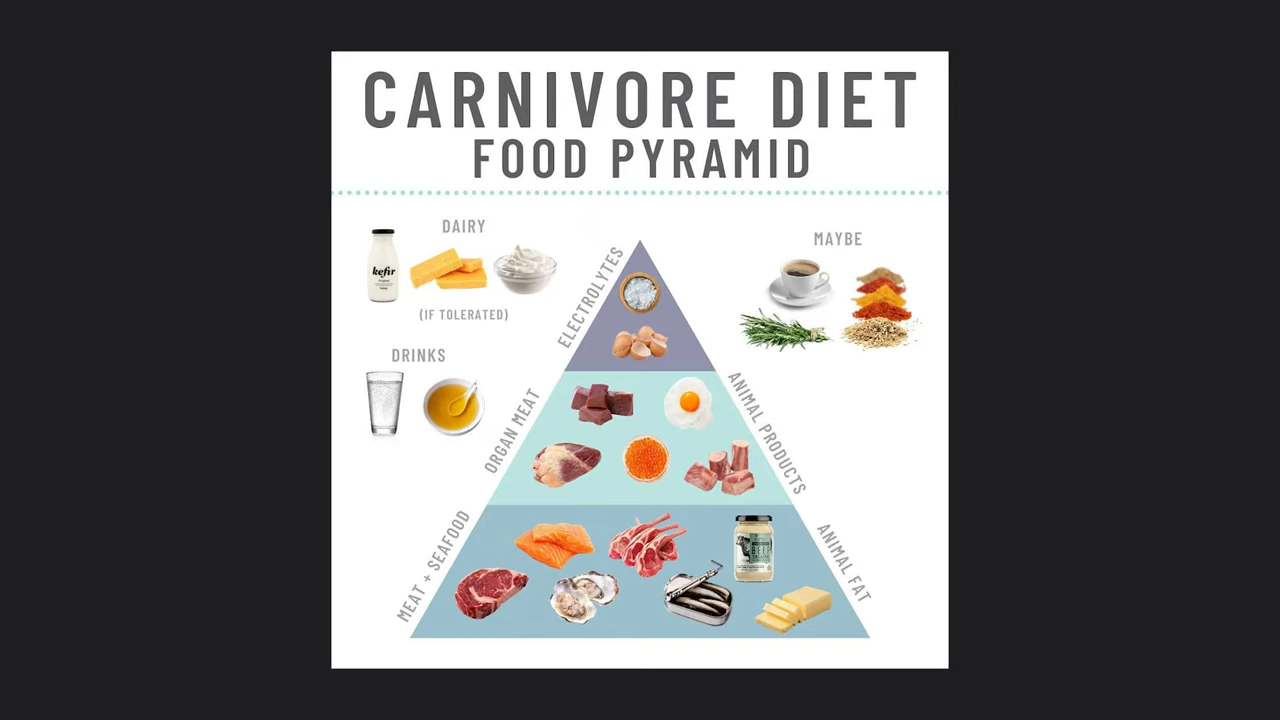 CARNIVORE DIET
FOOD PYRAMID
DAIRY
kefir
(IF TOLERATED)
DRINKS
MAYBE
ELECTROLYTES
ORGAN MEAT
ANIMAL PRODUCTS
MEAT + SEAFOOD
ANIMAL FAT
BEEF